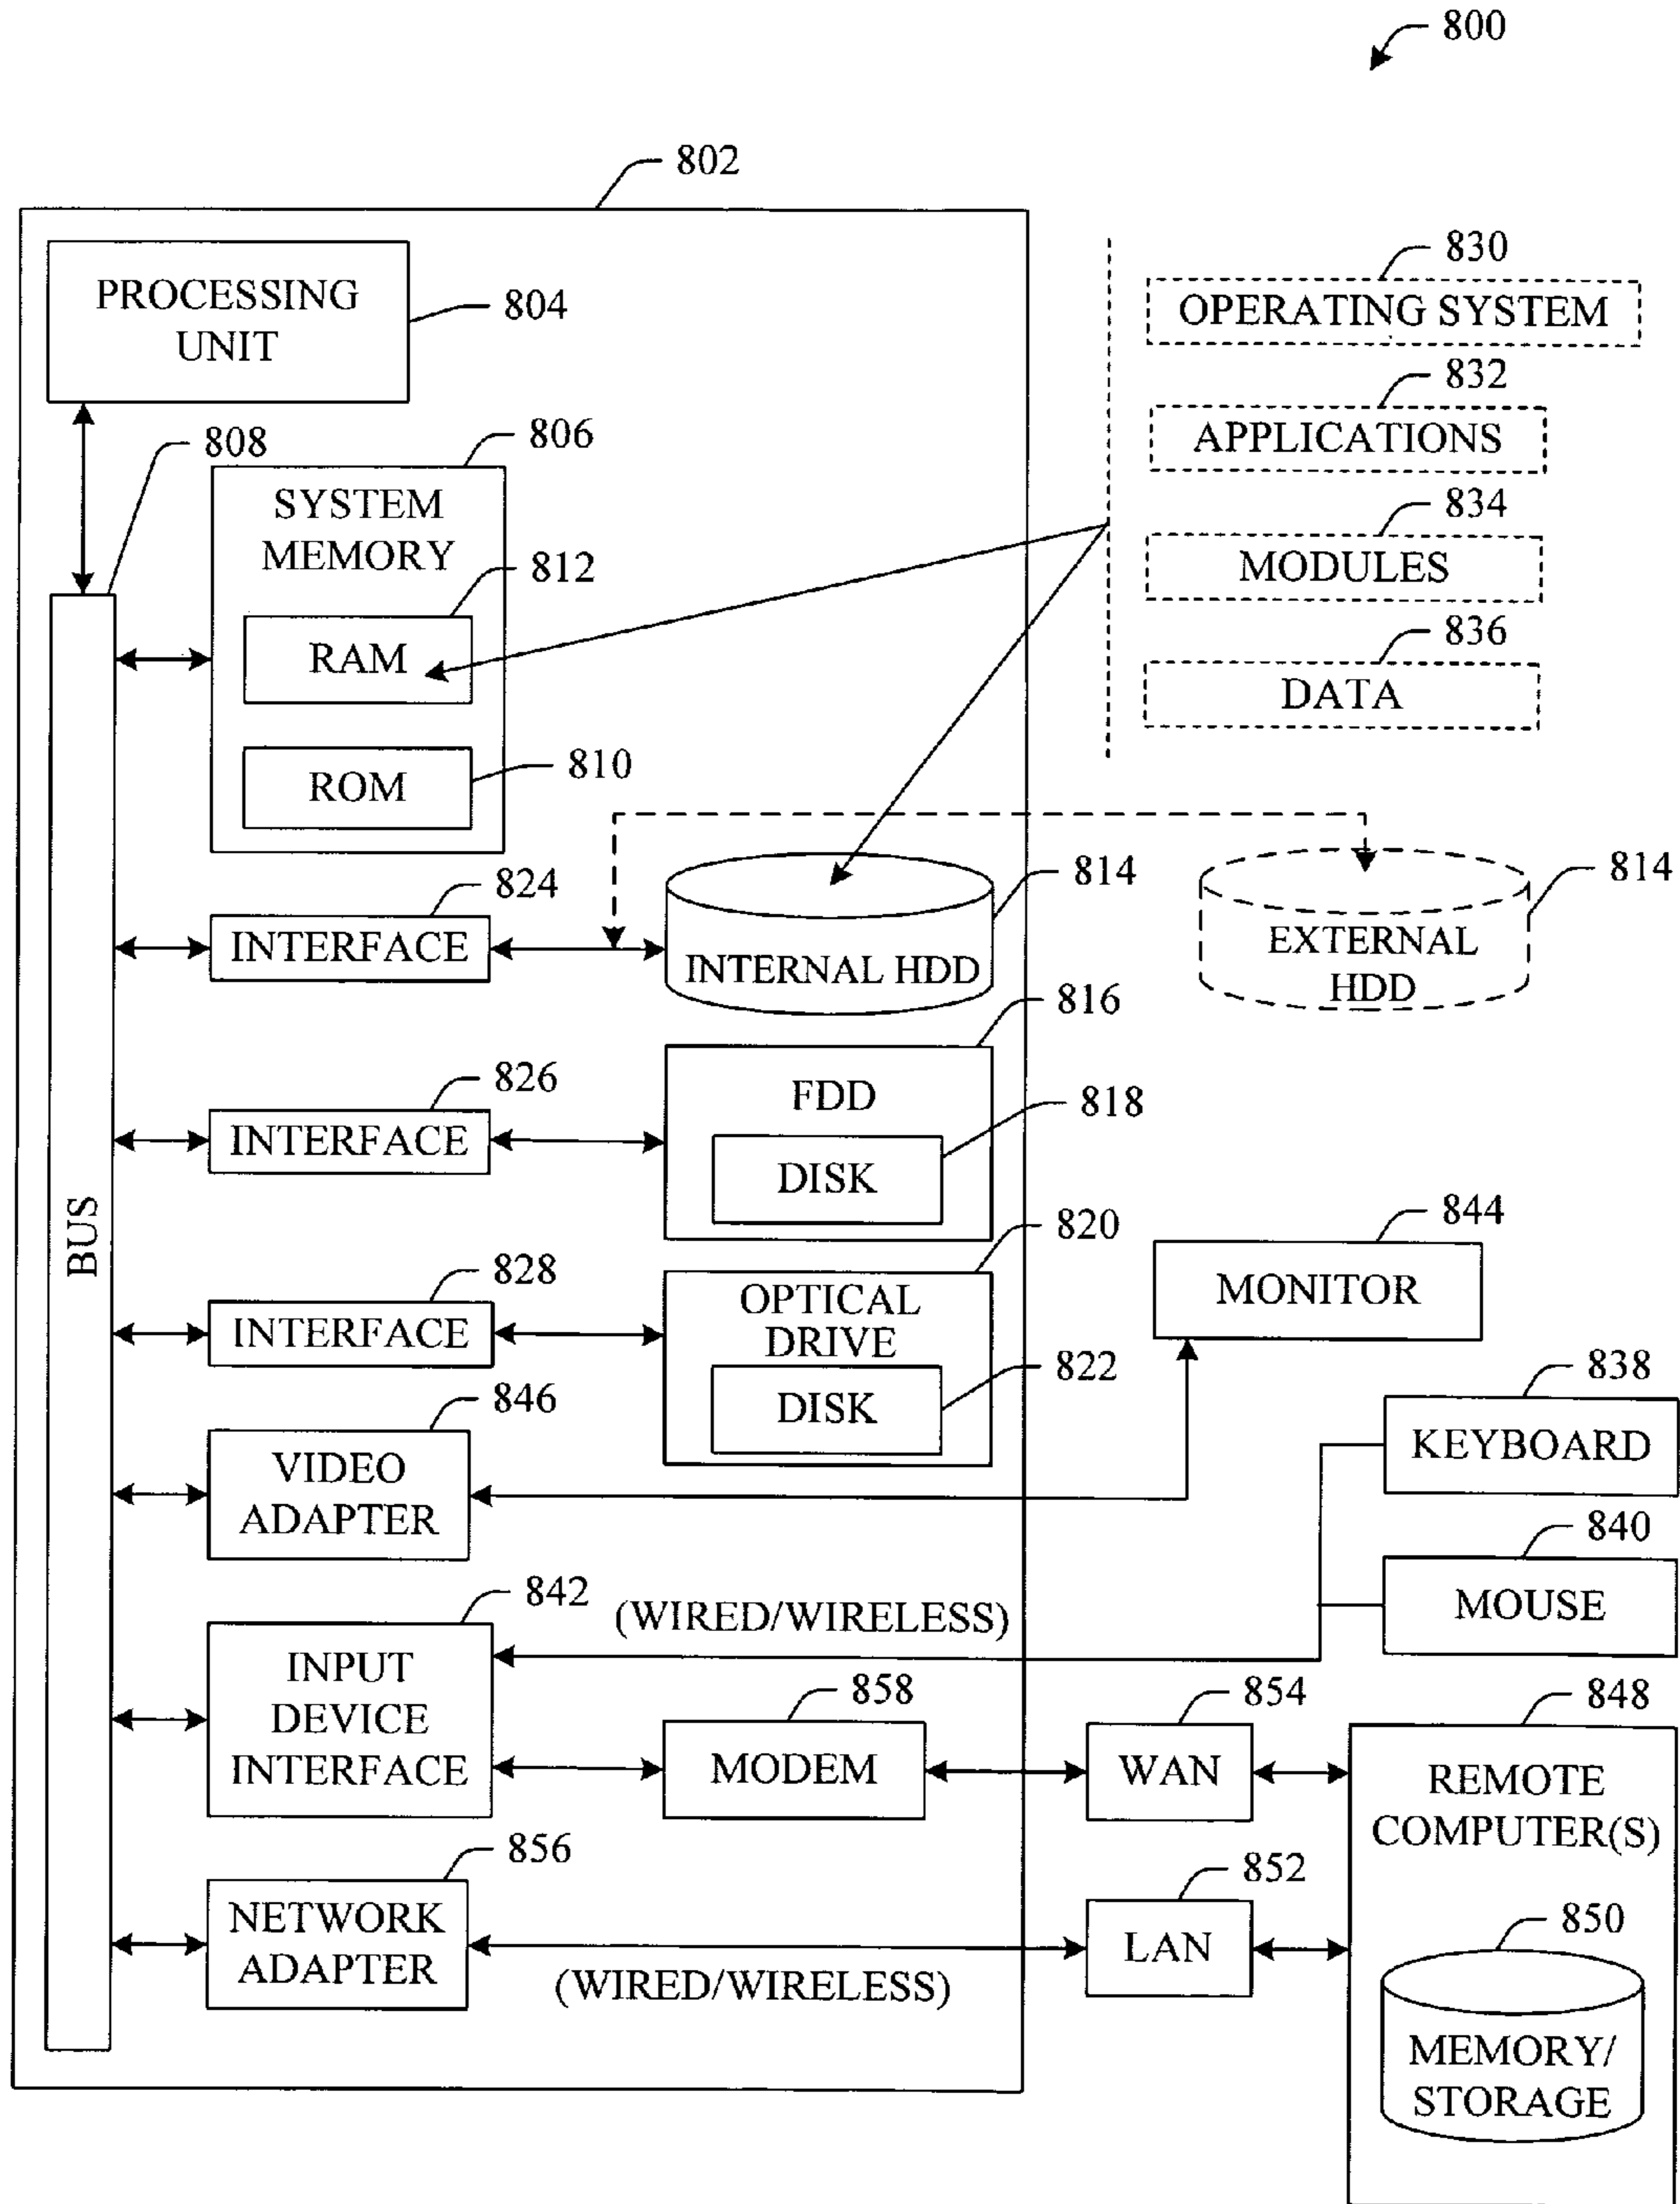 800
802
PROCESSING
UNIT
804
830
OPERATING SYSTEM
832
APPLICATIONS
834
MODULES
836
DATA
808
806
SYSTEM
MEMORY
812
RAM
810
ROM
BUS
824
INTERFACE
814
INTERNAL HDD
814
EXTERNAL
HDD
826
INTERFACE
816
FDD
818
DISK
828
INTERFACE
820
OPTICAL
DRIVE
822
DISK
844
MONITOR
846
VIDEO
ADAPTER
838
KEYBOARD
840
MOUSE
842
INPUT
DEVICE
INTERFACE
(WIRED/WIRELESS)
858
MODEM
854
WAN
848
REMOTE
COMPUTER(S)
856
NETWORK
ADAPTER
(WIRED/WIRELESS)
852
LAN
850
MEMORY/
STORAGE